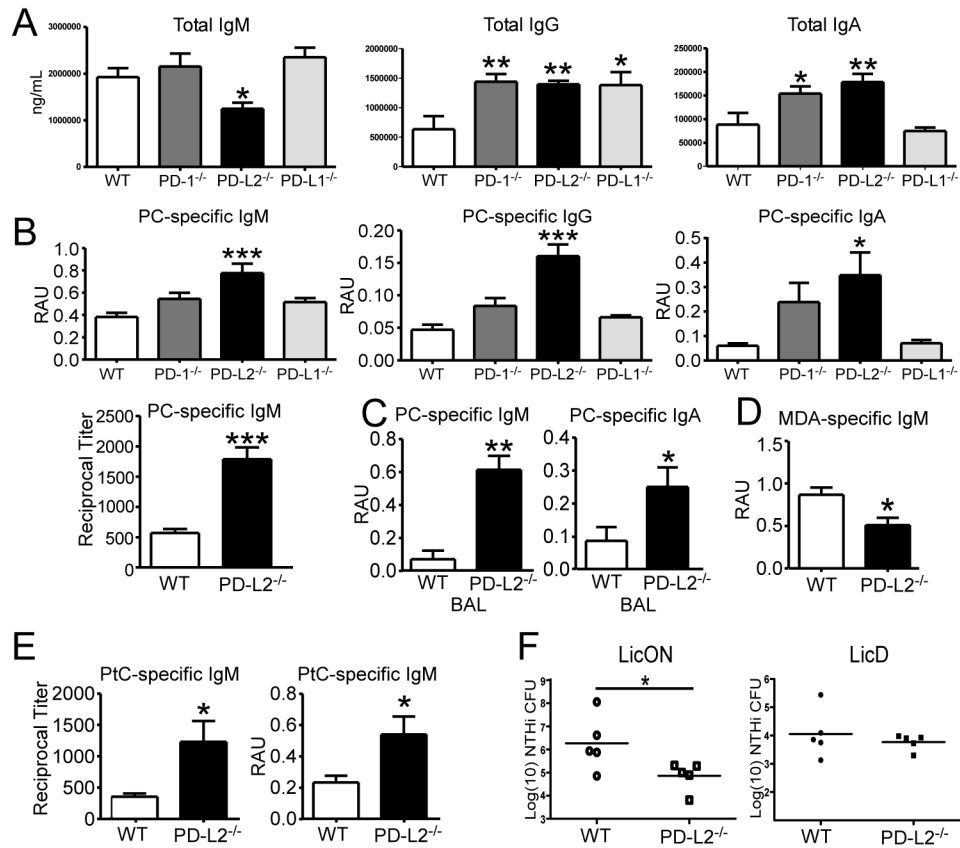 A
Total IgM
Total IgG
Total IgA
ng/mL
3000000
2000000
1000000
0
WT PD-1-/- PD-L2-/- PD-L1-/-
*
2000000
1500000
1000000
500000
0
WT PD-1-/- PD-L2-/- PD-L1-/-
** ** *
250000
200000
150000
100000
50000
0
WT PD-1-/- PD-L2-/- PD-L1-/-
* **
B
PC-specific IgM
PC-specific IgG
PC-specific IgA
RAU
1.0
0.8
0.6
0.4
0.2
0.0
***
WT PD-1-/- PD-L2-/- PD-L1-/-
RAU
0.20
0.15
0.10
0.05
0.00
***
WT PD-1-/- PD-L2-/- PD-L1-/-
RAU
0.5
0.4
0.3
0.2
0.1
0.0
*
WT PD-1-/- PD-L2-/- PD-L1-/-
PC-specific IgM
Reciprocal Titer
2500
2000
1500
1000
500
0
***
WT PD-L2-/-
C
PC-specific IgM
RAU
0.8
0.6
0.4
0.2
0.0
**
WT PD-L2-/-
BAL
PC-specific IgA
0.4
0.3
0.2
0.1
0.0
*
WT PD-L2-/-
BAL
D
MDA-specific IgM
RAU
1.5
1.0
0.5
0.0
*
WT PD-L2-/-
E
PtC-specific IgM
Reciprocal Titer
2000
1500
1000
500
0
*
WT PD-L2-/-
PtC-specific IgM
RAU
0.8
0.6
0.4
0.2
0.0
*
WT PD-L2-/-
F
LicON
Log(10) NTHi CFU
9
8
7
6
5
4
3
*
WT PD-L2-/-
LicD
Log(10) NTHi CFU
6
5
4
3
2
WT PD-L2-/-